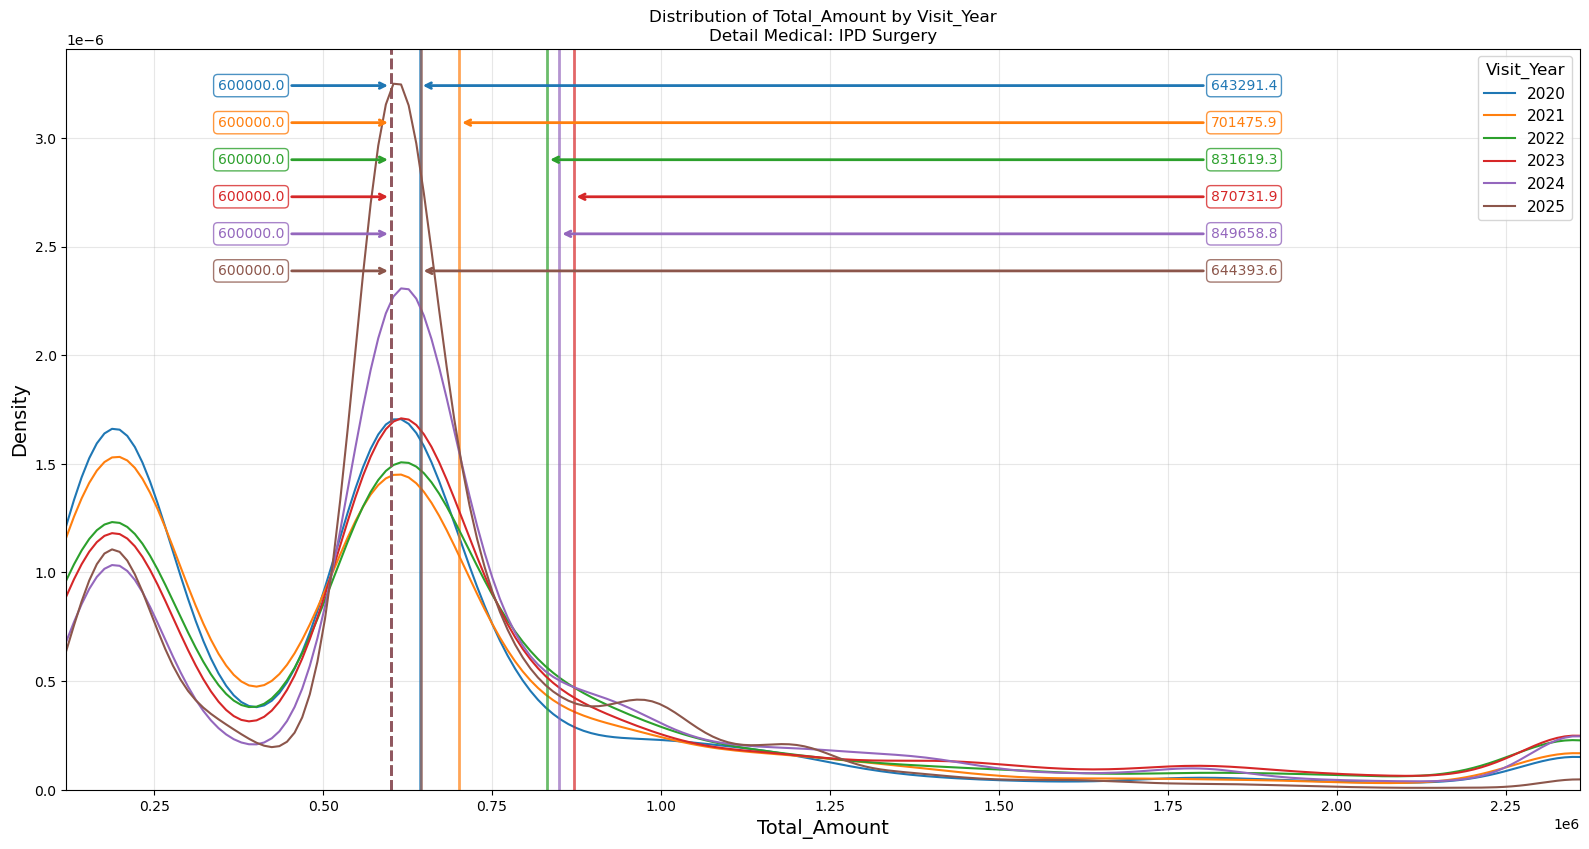 Distribution of Total_Amount by Visit_Year
Detail Medical: IPD Surgery
1e−6
Visit_Year
2020
2021
2022
2023
2024
2025
600000.0 643291.4
600000.0 701475.9
600000.0 831619.3
600000.0 870731.9
600000.0 849658.8
600000.0 644393.6
Density
3.0
2.5
2.0
1.5
1.0
0.5
0.0
0.25 0.50 0.75 1.00 1.25 1.50 1.75 2.00 2.25
1e6
Total_Amount